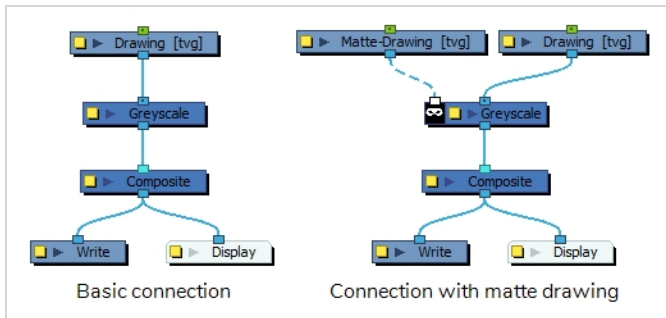 Drawing [tvg]
Greyscale
Composite
Write
Display
Basic connection
Matte-Drawing [tvg]
Drawing [tvg]
Greyscale
Composite
Write
Display
Connection with matte drawing